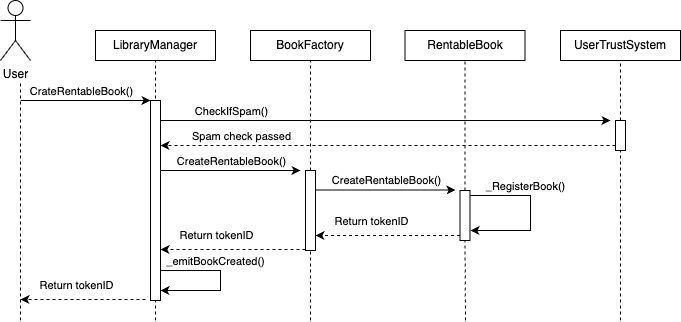 LibraryManager
BookFactory
RentableBook
UserTrustSystem
User
CrateRentableBook()
CheckIfSpam()
Spam check passed
CreateRentableBook()
CreateRentableBook()
_RegisterBook()
Return tokenID
Return tokenID
_emitBookCreated()
Return tokenID